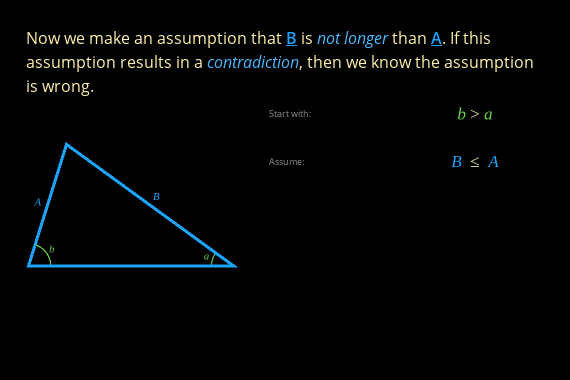 Now we make an assumption that B is not longer than A. If this
assumption results in a contradiction, then we know the assumption
is wrong.
Start with: b > a
Assume: B ≤ A
A
B
b
a